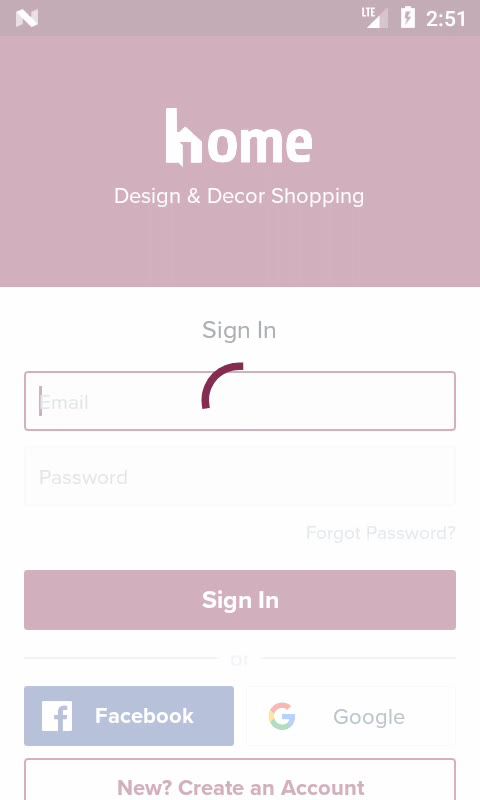 LTE 2:51
home
Design & Decor Shopping
Sign In
Email
Password
Forgot Password?
Sign In
or
Facebook
Google
New? Create an Account